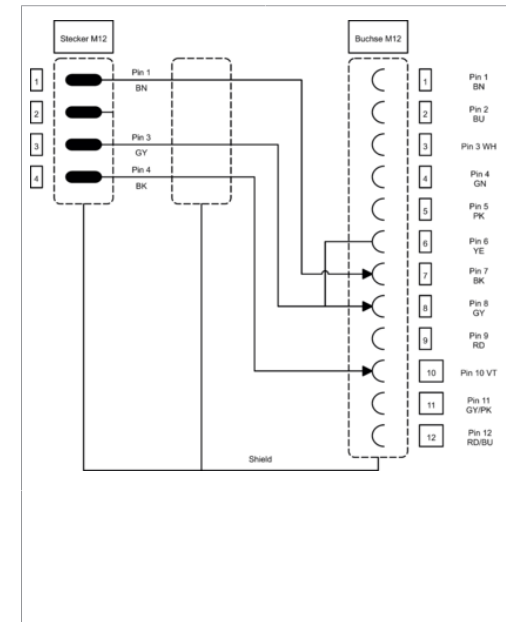 Stecker M12
Buchse M12
1
Pin 1
BN
2
3
Pin 3
GY
4
Pin 4
BK
1
Pin 1
BN
2
Pin 2
BU
3
Pin 3 WH
4
Pin 4
GN
5
Pin 5
PK
6
Pin 6
YE
7
Pin 7
BK
8
Pin 8
GY
9
Pin 9
RD
10
Pin 10 VT
11
Pin 11
GY/PK
12
Pin 12
RD/BU
Shield